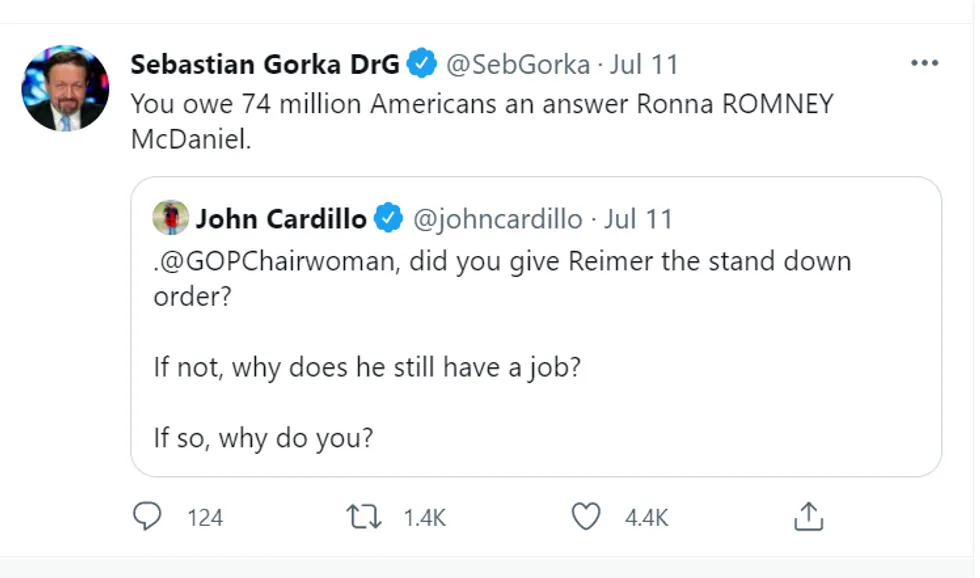 Sebastian Gorka DrG @SebGorka · Jul 11
You owe 74 million Americans an answer Ronna ROMNEY
McDaniel.
John Cardillo @johncardillo · Jul 11
.@GOPChairwoman, did you give Reimer the stand down
order?
If not, why does he still have a job?
If so, why do you?
124 1.4K 4.4K